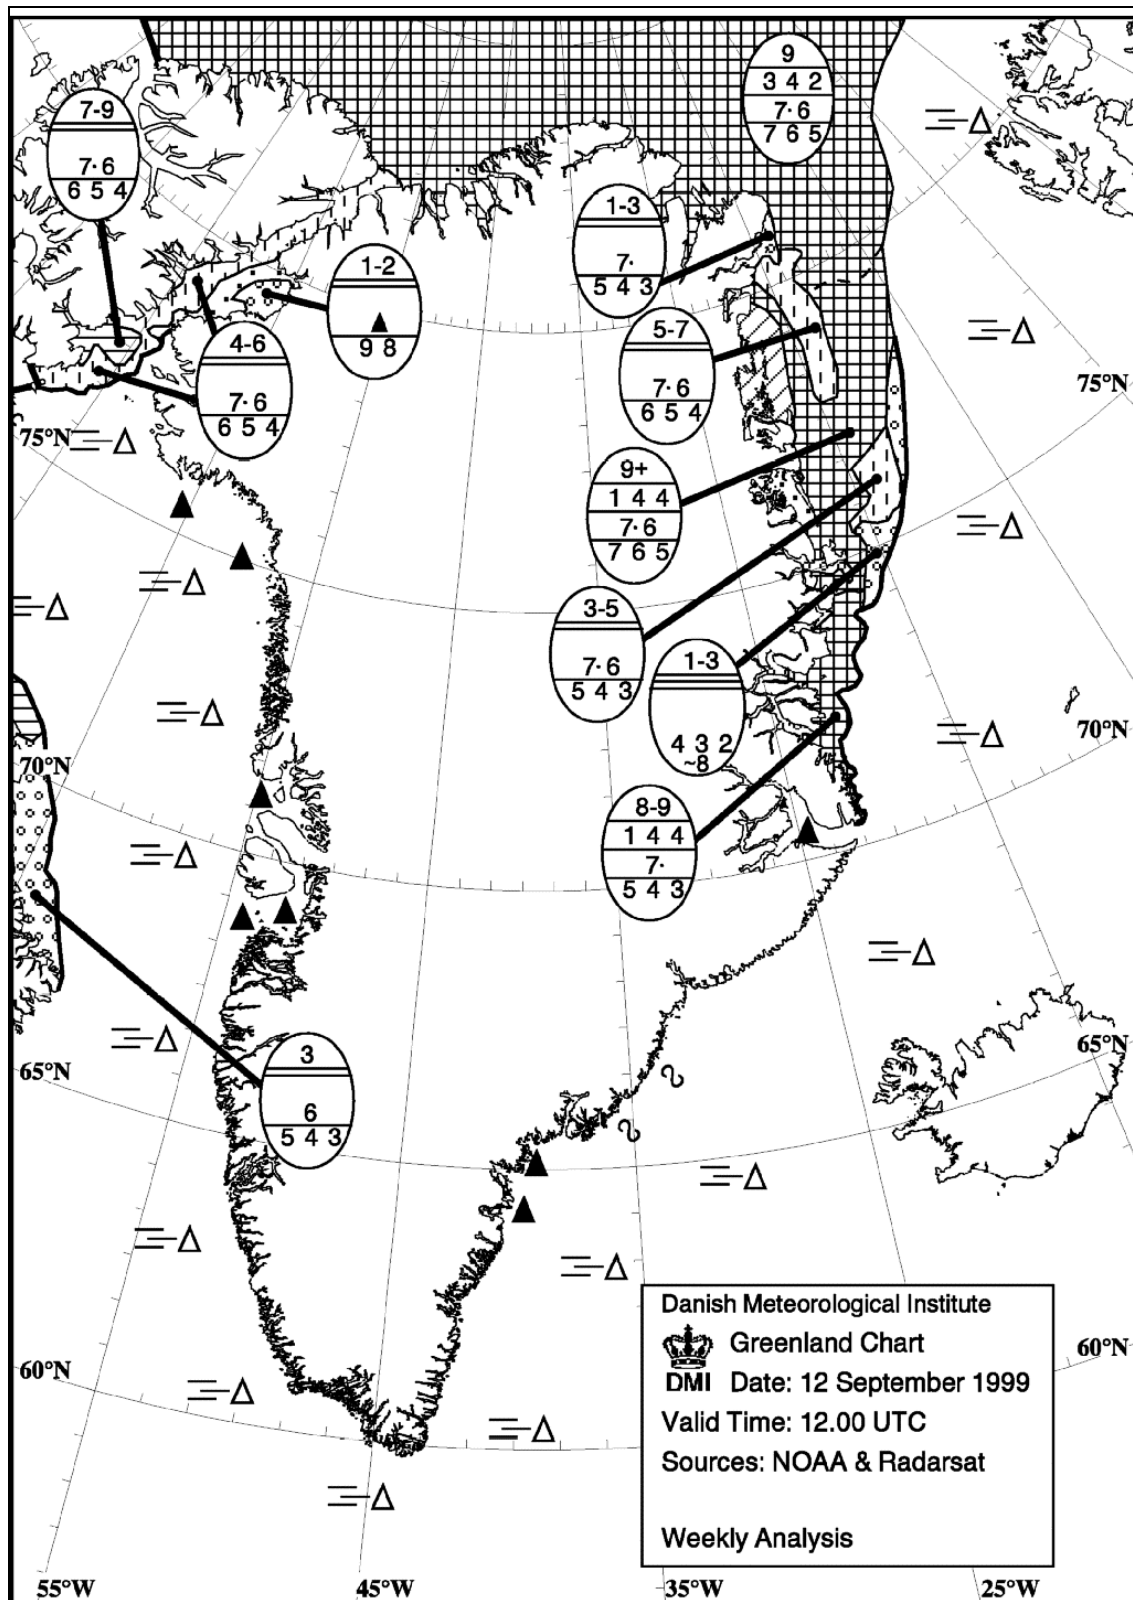 9
3 4 2
7· 6
7 6 5
7-9
7· 6
6 5 4
1-3
7·
5 4 3
1-2
▲
9 8
5-7
7· 6
6 5 4
4-6
7· 6
6 5 4
75°N
75°N
9+
1 4 4
7· 6
7 6 5
3-5
7· 6
5 4 3
1-3
4 3 2
~8
70°N
70°N
8-9
1 4 4
7·
5 4 3
3
6
5 4 3
65°N
65°N
Danish Meteorological Institute
Greenland Chart
DMI Date: 12 September 1999
Valid Time: 12.00 UTC
Sources: NOAA & Radarsat
Weekly Analysis
60°N
60°N
55°W
45°W
35°W
25°W